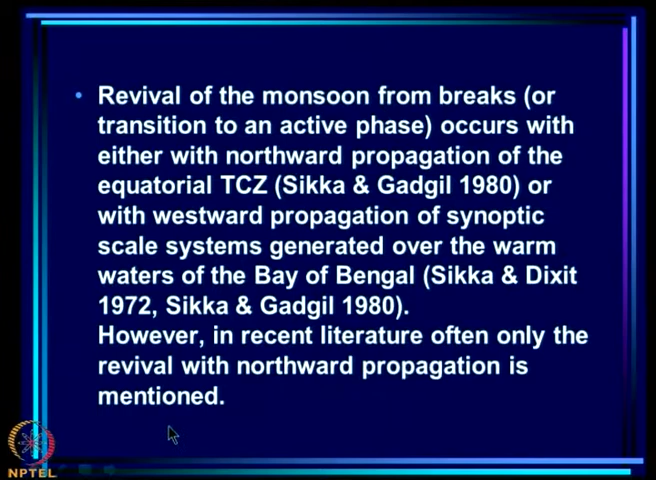 • Revival of the monsoon from breaks (or
transition to an active phase) occurs with
either with northward propagation of the
equatorial TCZ (Sikka & Gadgil 1980) or
with westward propagation of synoptic
scale systems generated over the warm
waters of the Bay of Bengal (Sikka & Dixit
1972, Sikka & Gadgil 1980).
However, in recent literature often only the
revival with northward propagation is
mentioned.
NPTEL